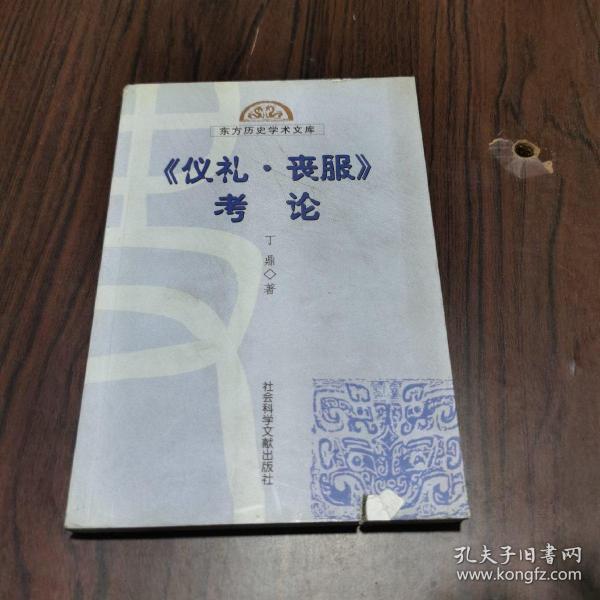 东方历史学术文库
《仪礼·丧服》
考 论
丁鼎◇著
社会科学文献出版社
孔夫子旧书网
www.kongfz.com